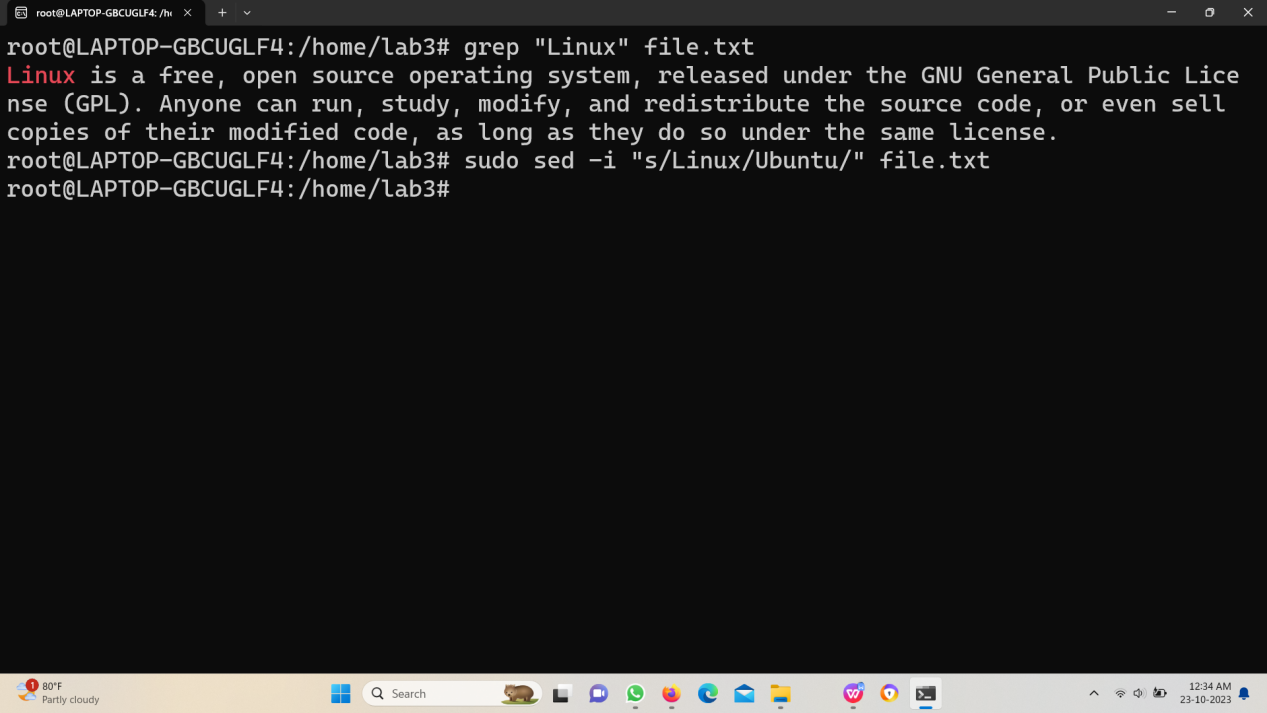 root@LAPTOP-GBCUGLF4: /h
root@LAPTOP-GBCUGLF4:/home/lab3# grep "Linux" file.txt
Linux is a free, open source operating system, released under the GNU General Public Lice
nse (GPL). Anyone can run, study, modify, and redistribute the source code, or even sell
copies of their modified code, as long as they do so under the same license.
root@LAPTOP-GBCUGLF4:/home/lab3# sudo sed -i "s/Linux/Ubuntu/" file.txt
root@LAPTOP-GBCUGLF4:/home/lab3#
1
80°F
Partly cloudy
Search
12:34 AM
23-10-2023